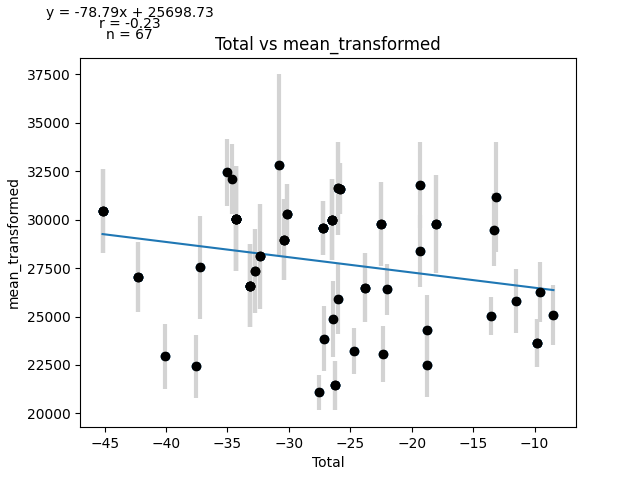 y = -78.79x + 25698.73
r = -0.23
n = 67
Total vs mean_transformed
mean_transformed
37500
35000
32500
30000
27500
25000
22500
20000
−45 −40 −35 −30 −25 −20 −15 −10
Total